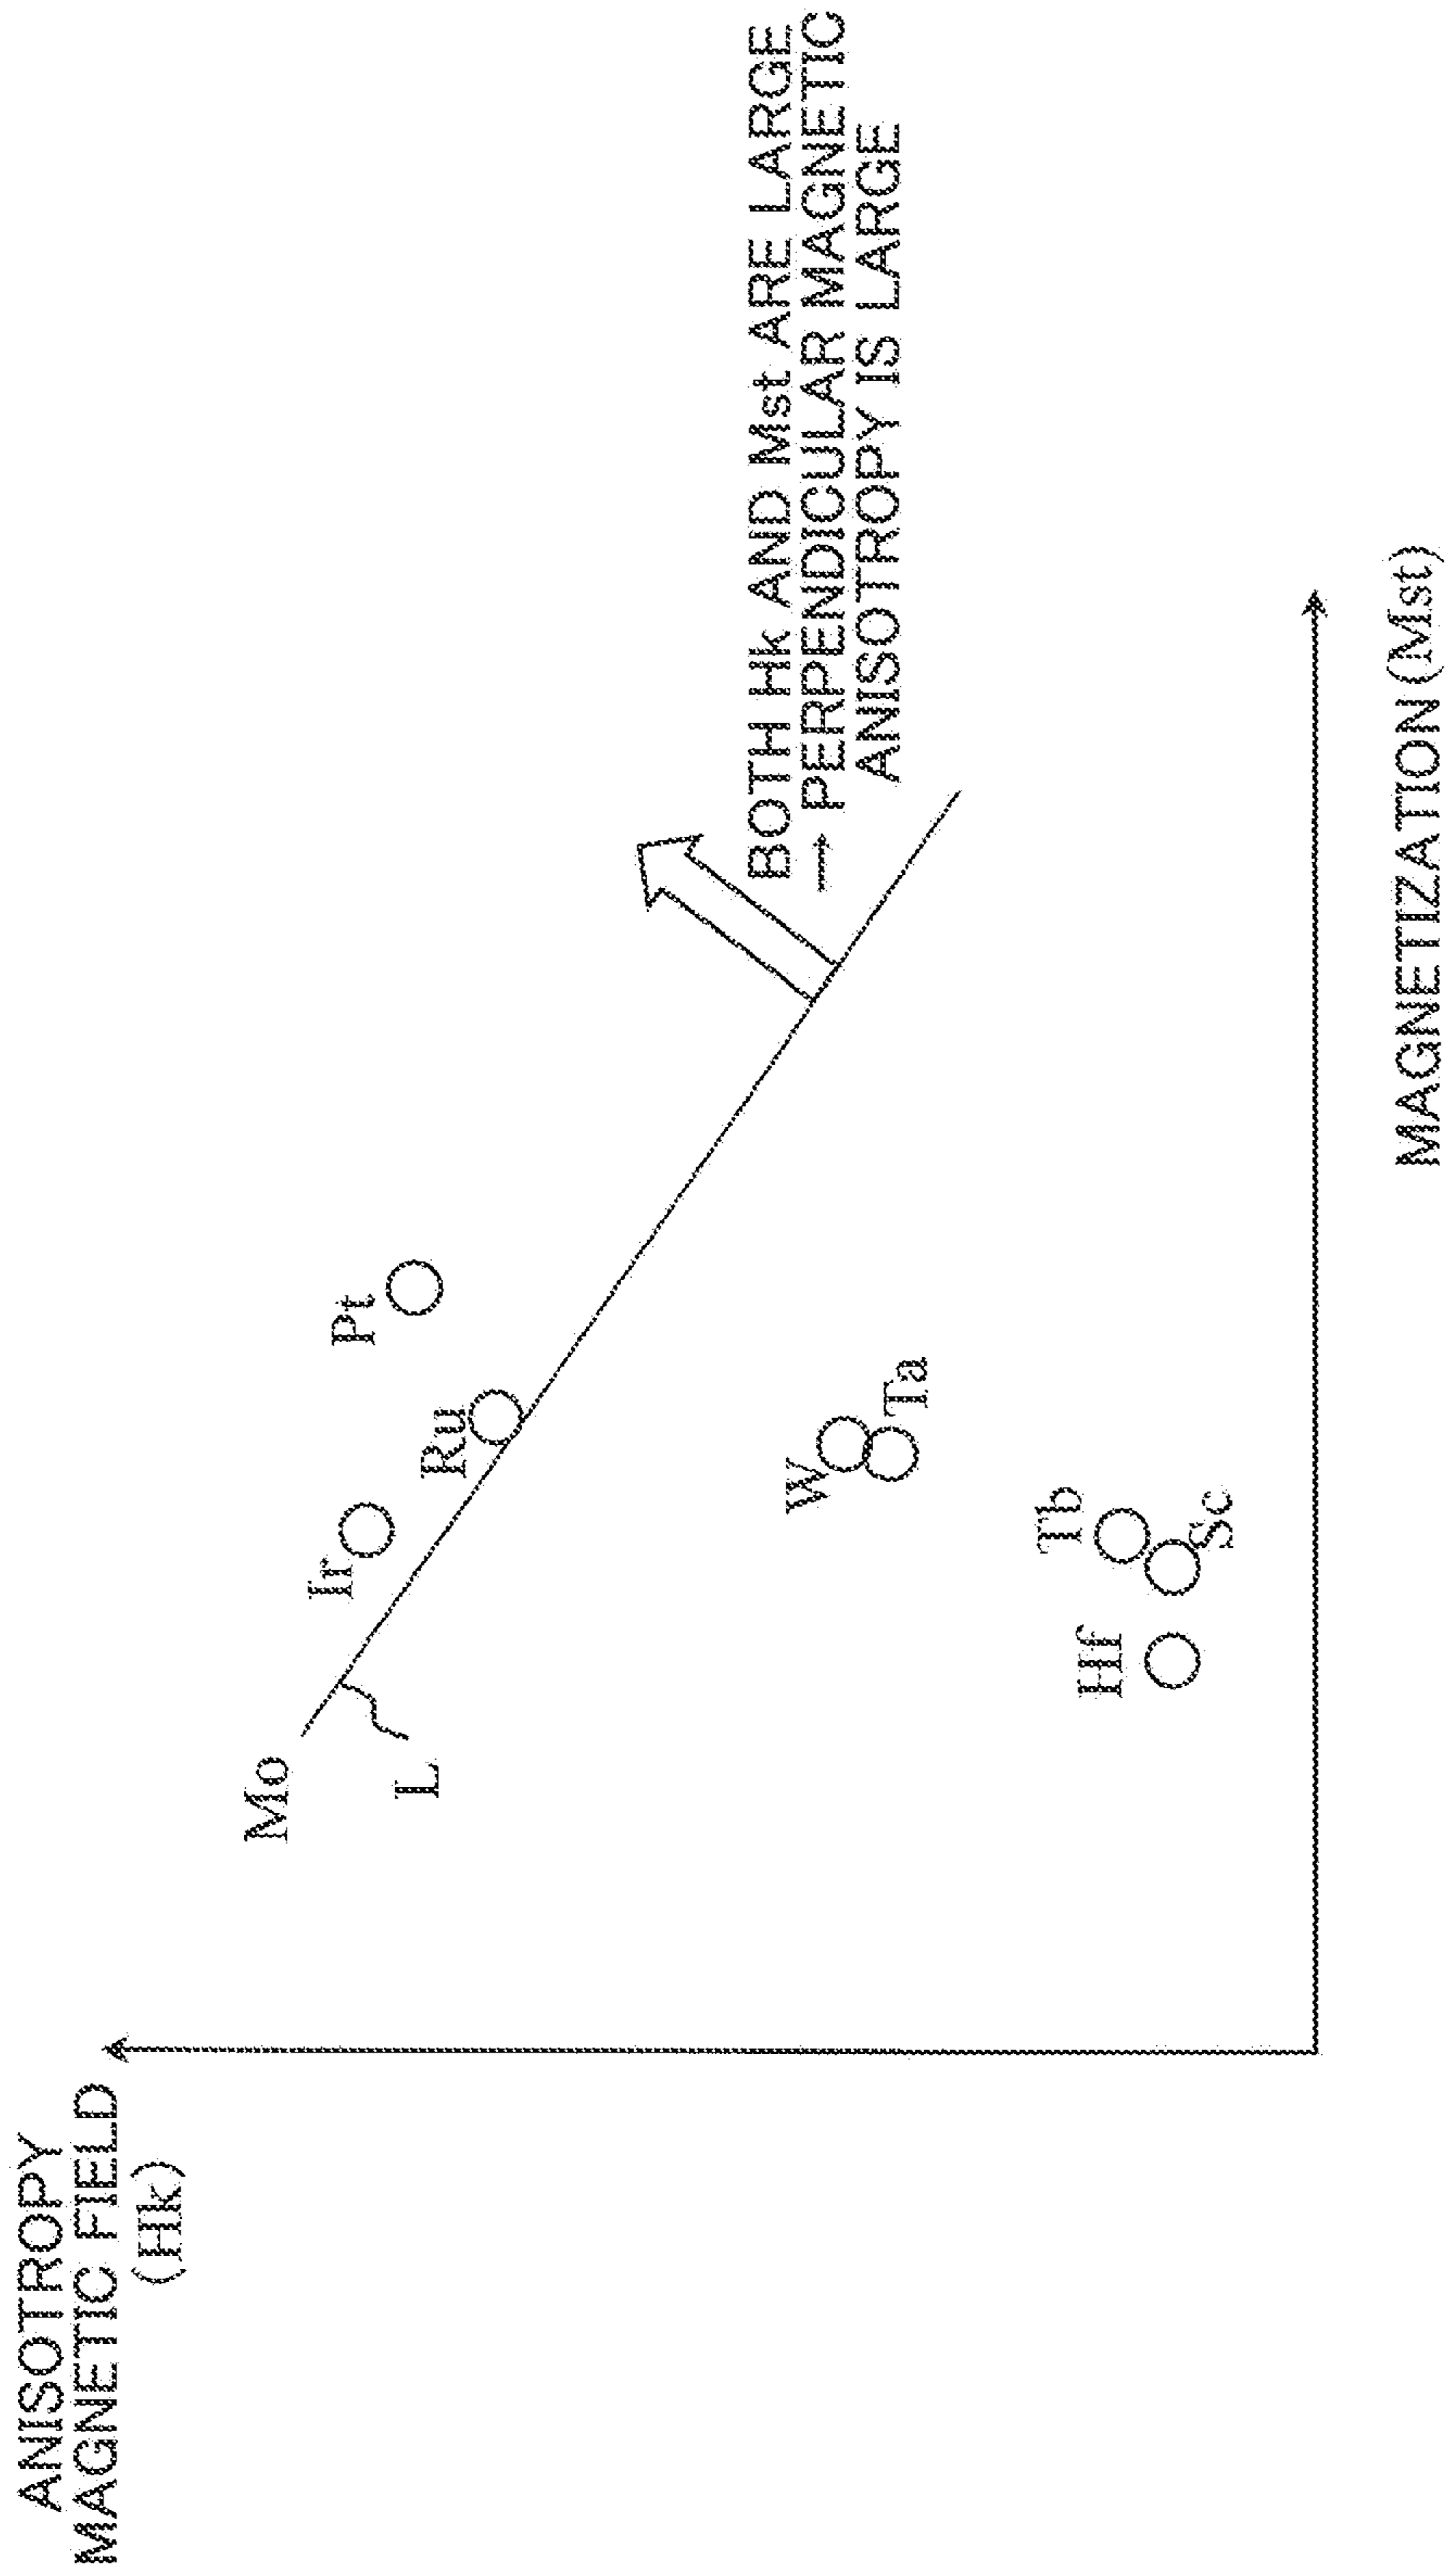 ANISOTROPY
MAGNETIC FIELD
(Hk)
Mo
L
Ir
Ru
Pt
W
Ta
Hf
Tb
Sc
BOTH Hk AND Mst ARE LARGE
→ PERPENDICULAR MAGNETIC
ANISOTROPY IS LARGE
MAGNETIZATION (Mst)